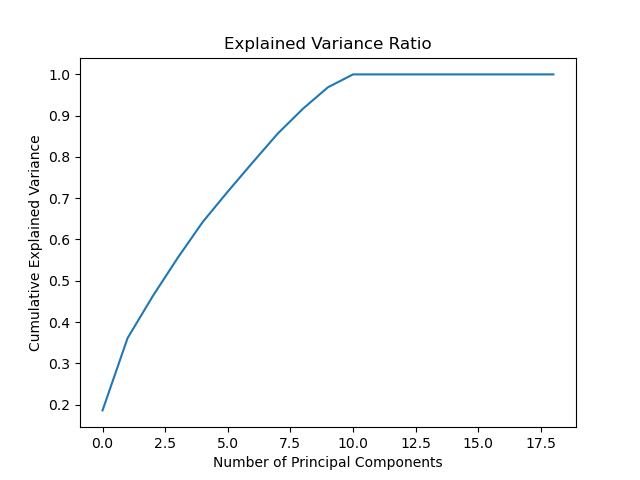 Explained Variance Ratio
1.0
0.9
0.8
0.7
0.6
0.5
0.4
0.3
0.2
Cumulative Explained Variance
0.0 2.5 5.0 7.5 10.0 12.5 15.0 17.5
Number of Principal Components